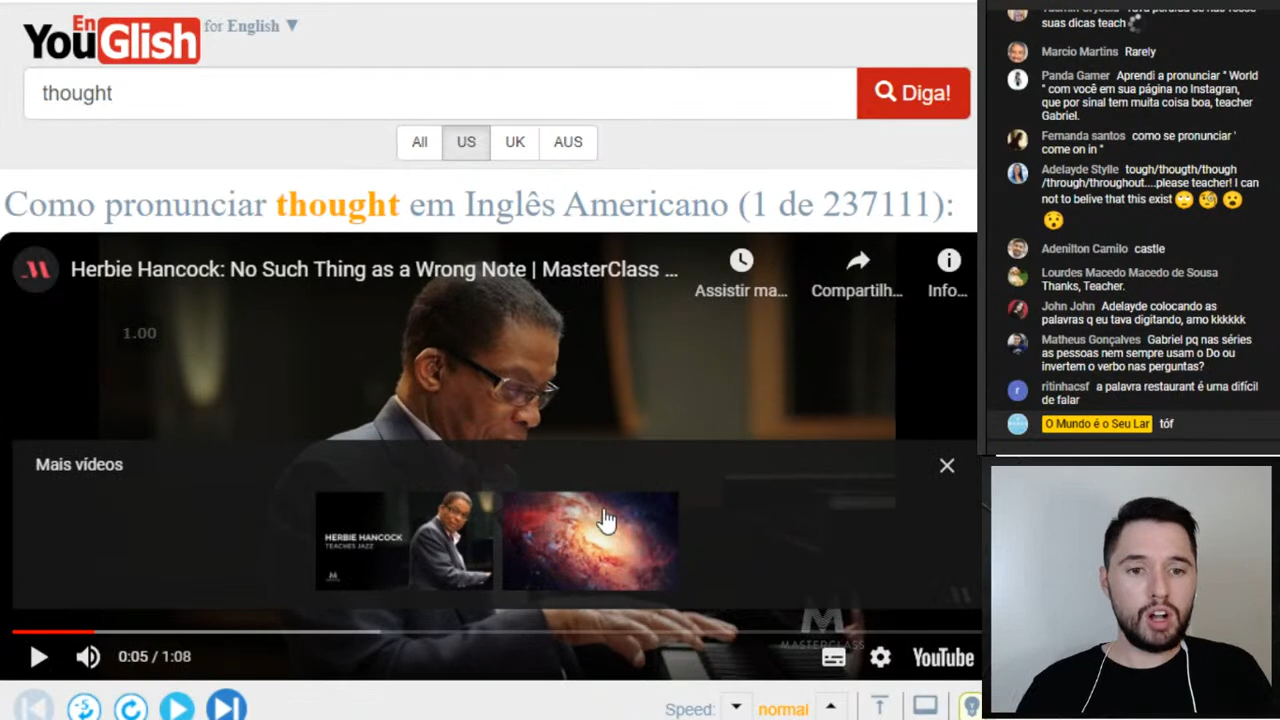 En
YouGlish
for English ▼
thought
Diga!
All
US
UK
AUS
Como pronunciar thought em Inglês Americano (1 de 237111):
Herbie Hancock: No Such Thing as a Wrong Note | MasterClass ...
Assistir ma...
Compartilh...
Info...
1.00
Mais vídeos
HERBIE HANCOCK
TEACHES JAZZ
MASTERCLASS
0:05 / 1:08
YouTube
5
Speed:
normal
suas dicas teach
Marcio Martins Rarely
Panda Gamer Aprendi a pronunciar " World
" com você em sua página no Instagran,
que por sinal tem muita coisa boa, teacher
Gabriel.
Fernanda santos como se pronunciar '
come on in "
Adelayde Stylle tough/thougth/though
/through/throughout....please teacher! I can
not to belive that this exist
Adenilton Camilo castle
Lourdes Macedo Macedo de Sousa
Thanks, Teacher.
John John Adelayde colocando as
palavras q eu tava digitando, amo kkkkkk
Matheus Gonçalves Gabriel pq nas séries
as pessoas nem sempre usam o Do ou
invertem o verbo nas perguntas?
r
ritinhacsf a palavra restaurant é uma difícil
de falar
O Mundo é o Seu Lar tóf